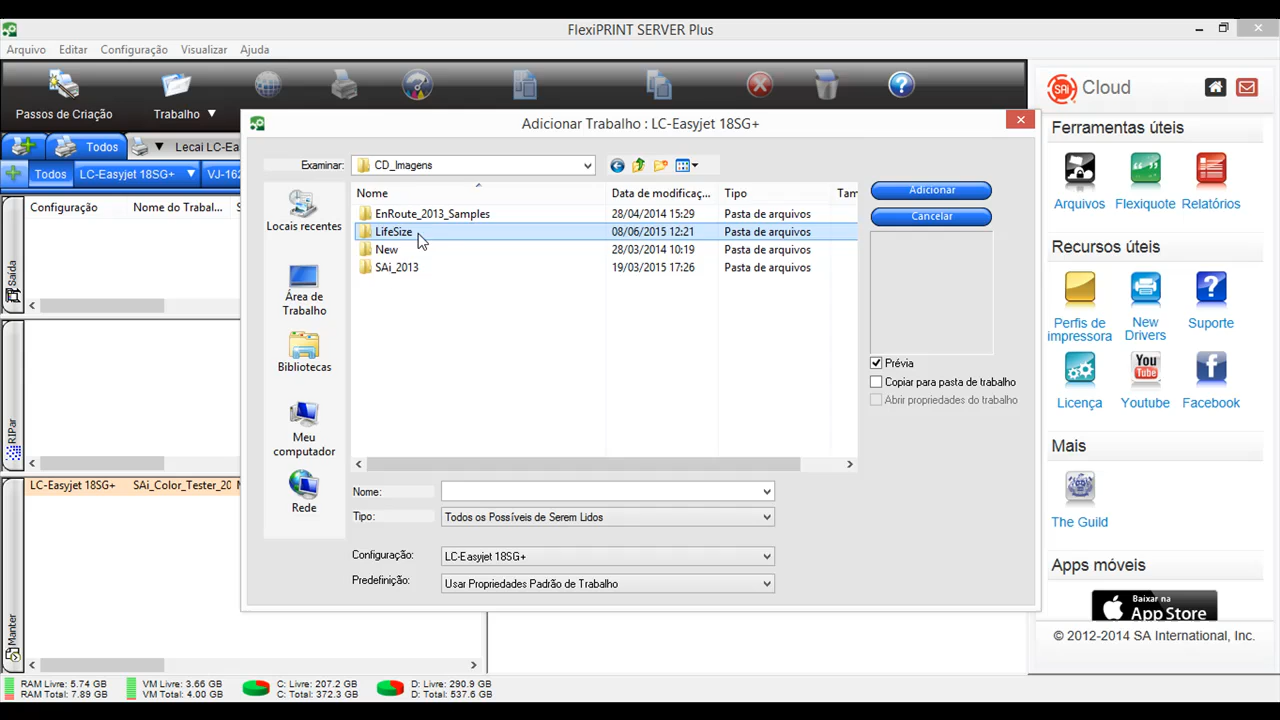 FlexiPRINT SERVER Plus
Arquivo Editar Configuração Visualizar Ajuda
Passos de Criação Trabalho
Todos Lecai LC-Ea
Todos LC-Easyjet 18SG+ VJ-162
Configuração Nome do Trabal...
Saída
RIPar
LC-Easyjet 18SG+ SAi_Color_Tester_20
Manter
Adicionar Trabalho : LC-Easyjet 18SG+
Examinar: CD_Imagens
Locais recentes
Área de Trabalho
Bibliotecas
Meu computador
Rede
Nome Data de modificaç... Tipo Tam
EnRoute_2013_Samples 28/04/2014 15:29 Pasta de arquivos
LifeSize 08/06/2015 12:21 Pasta de arquivos
New 28/03/2014 10:19 Pasta de arquivos
SAi_2013 19/03/2015 17:26 Pasta de arquivos
Adicionar
Cancelar
Prévia
Copiar para pasta de trabalho
Abrir propriedades do trabalho
Nome:
Tipo: Todos os Possíveis de Serem Lidos
Configuração: LC-Easyjet 18SG+
Predefinição: Usar Propriedades Padrão de Trabalho
SAi Cloud
Ferramentas úteis
Arquivos Flexiquote Relatórios
Recursos úteis
Perfis de impressora New Drivers Suporte
You Tube
Licença Youtube Facebook
Mais
The Guild
Apps móveis
Baixar na
App Store
© 2012-2014 SA International, Inc.
RAM Livre: 5.74 GB VM Livre: 3.66 GB C: Livre: 207.2 GB D: Livre: 290.9 GB
RAM Total: 7.89 GB VM Total: 4.00 GB C: Total: 372.3 GB D: Total: 537.6 GB